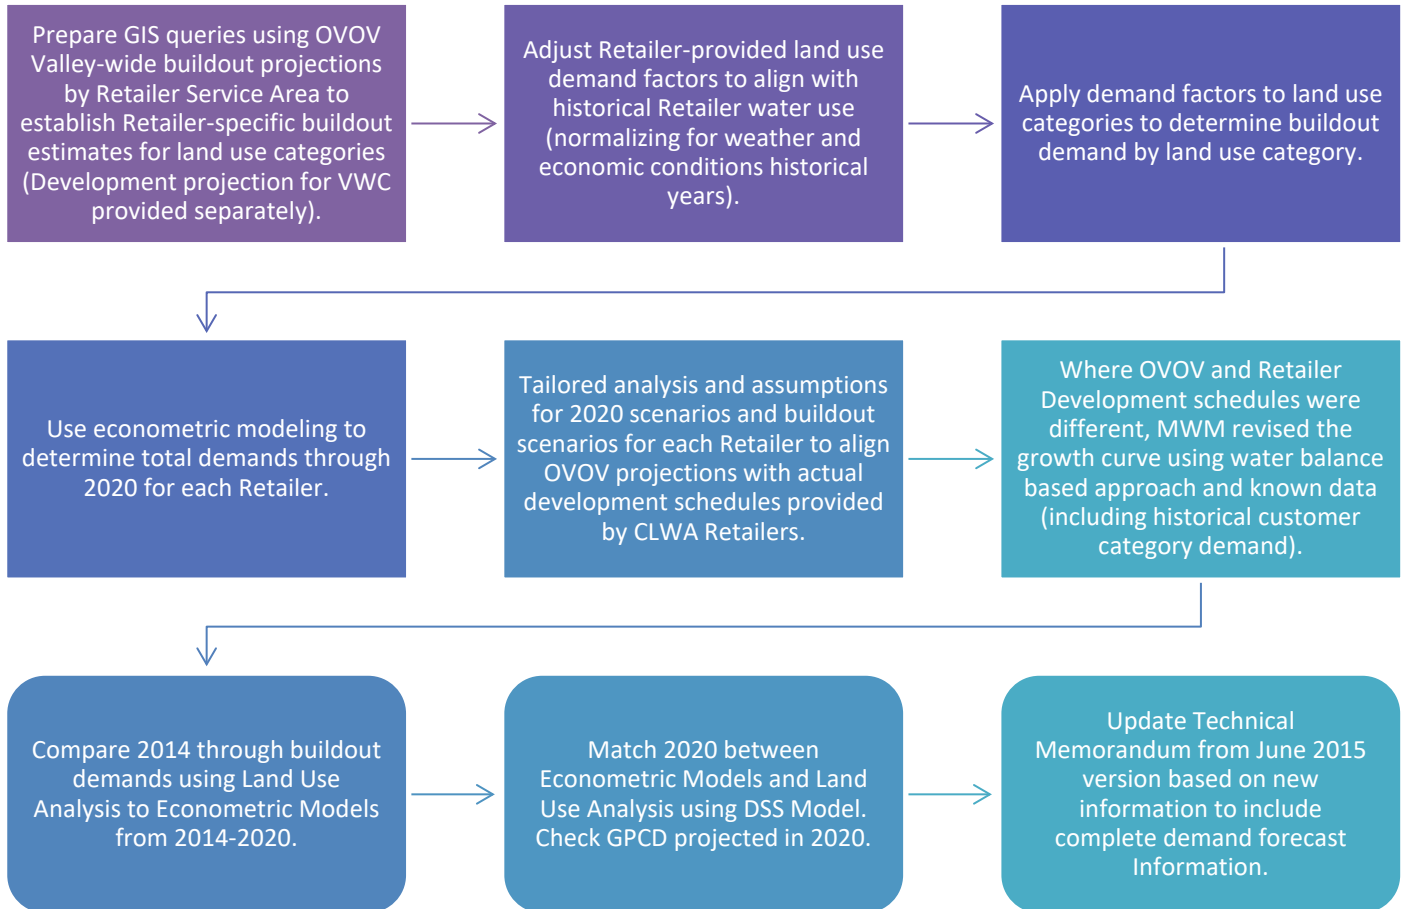 Prepare GIS queries using OVOV
Valley-wide buildout projections
by Retailer Service Area to
establish Retailer-specific buildout
estimates for land use categories
(Development projection for VWC
provided separately).
Adjust Retailer-provided land use
demand factors to align with
historical Retailer water use
(normalizing for weather and
economic conditions historical
years).
Apply demand factors to land use
categories to determine buildout
demand by land use category.
Use econometric modeling to
determine total demands through
2020 for each Retailer.
Tailored analysis and assumptions
for 2020 scenarios and buildout
scenarios for each Retailer to align
OVOV projections with actual
development schedules provided
by CLWA Retailers.
Where OVOV and Retailer
Development schedules were
different, MWM revised the
growth curve using water balance
based approach and known data
(including historical customer
category demand).
Compare 2014 through buildout
demands using Land Use
Analysis to Econometric Models
from 2014-2020.
Match 2020 between
Econometric Models and Land
Use Analysis using DSS Model.
Check GPCD projected in 2020.
Update Technical
Memorandum from June 2015
version based on new
information to include
complete demand forecast
Information.